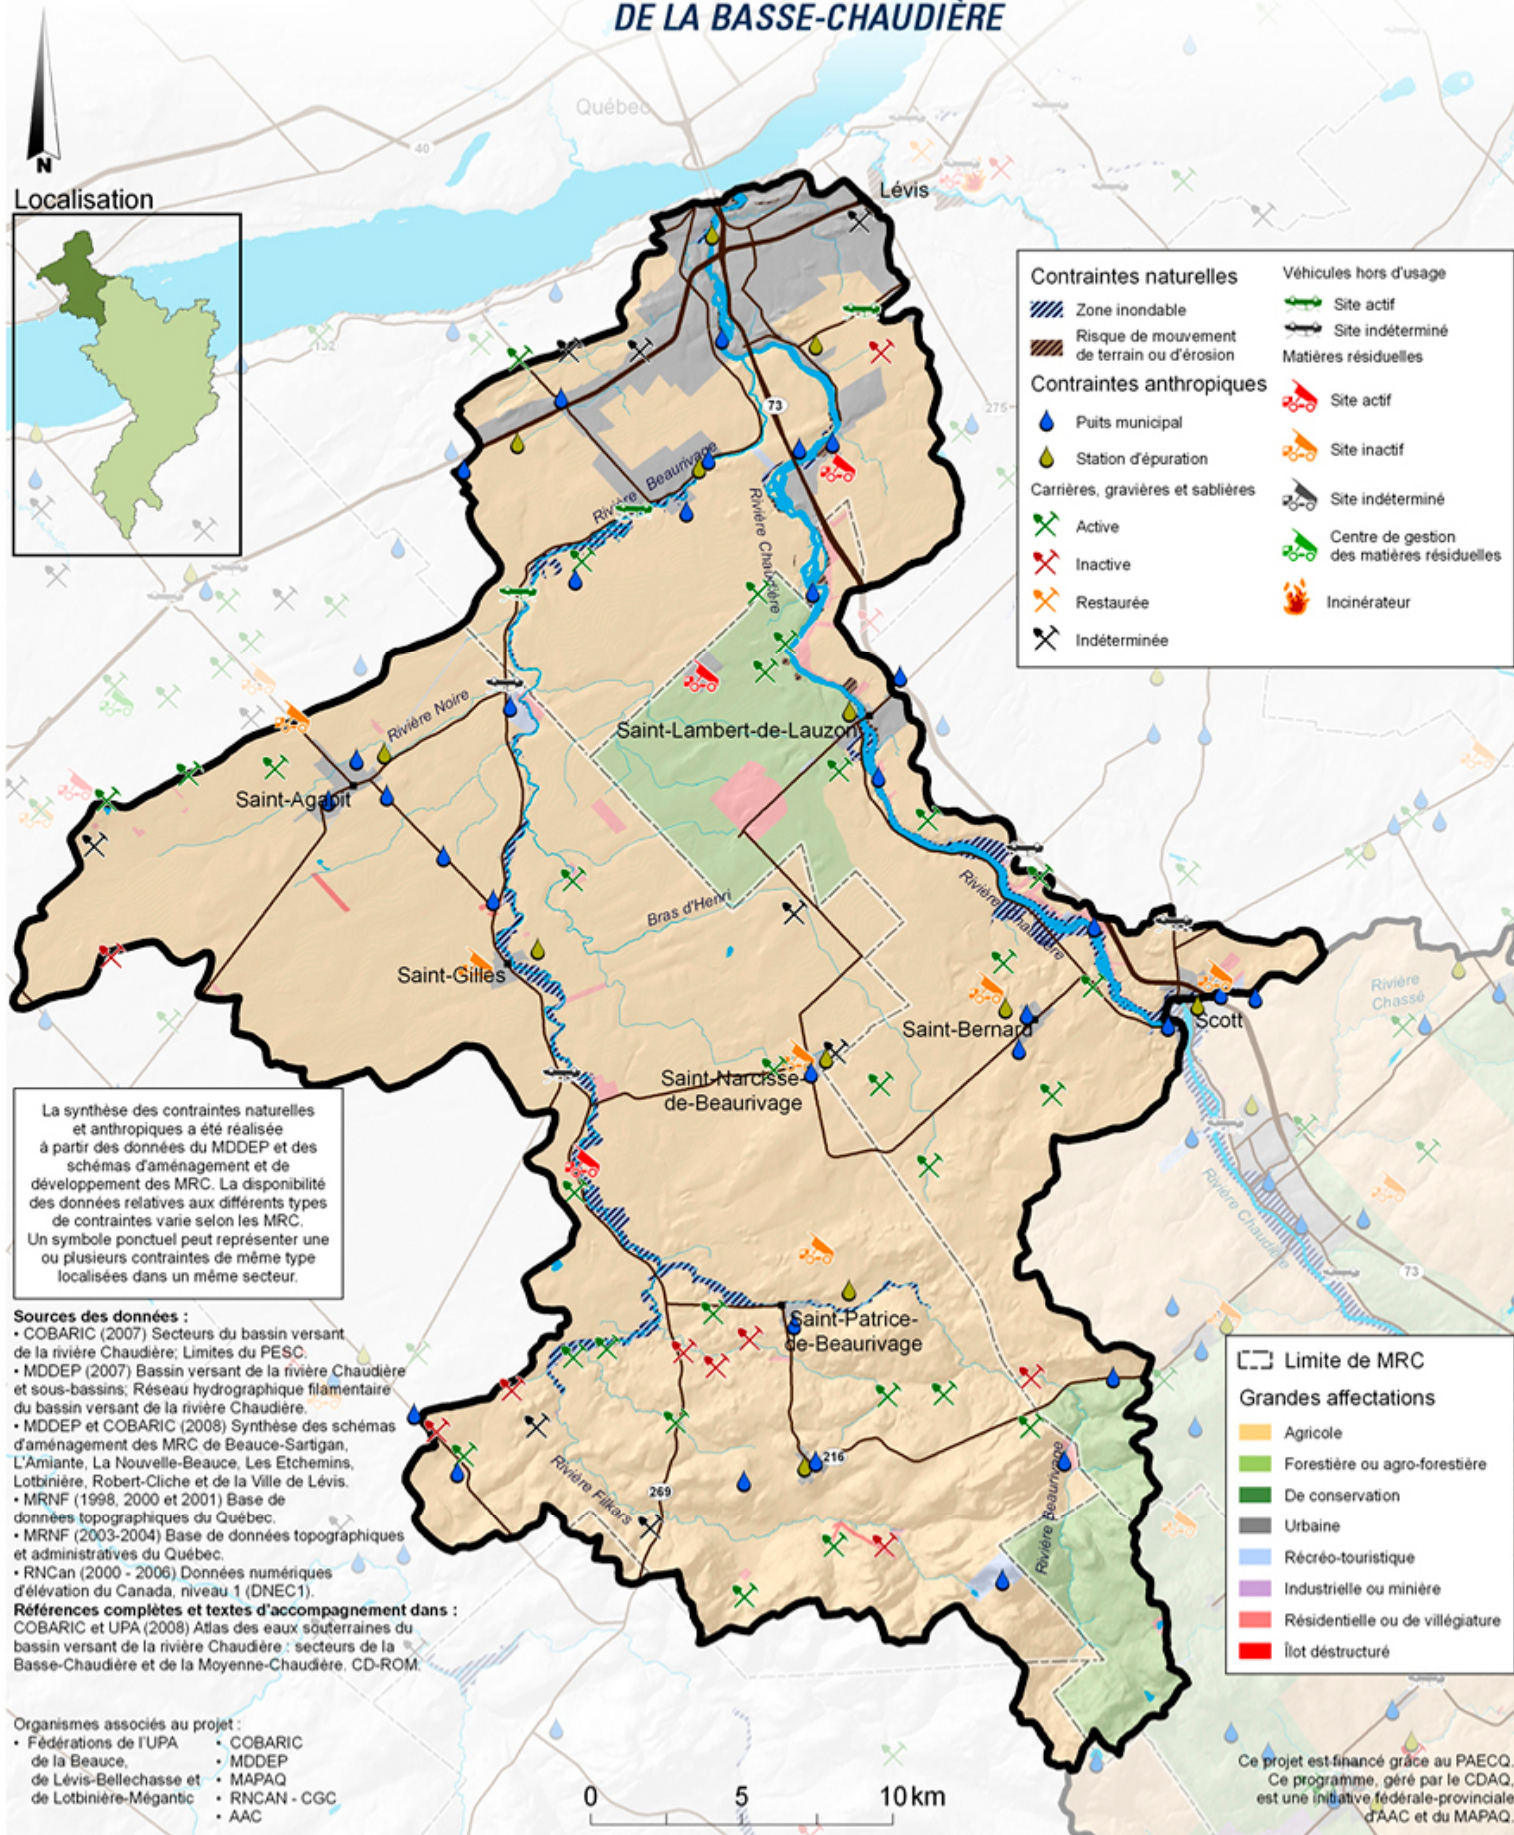 DE LA BASSE-CHAUDIÈRE
Québec
40
N
Localisation
Lévis
132
275
73
Contraintes naturelles
Zone inondable
Risque de mouvement
de terrain ou d'érosion
Contraintes anthropiques
Puits municipal
Station d'épuration
Carrières, gravières et sablières
Active
Inactive
Restaurée
Indéterminée
Véhicules hors d'usage
Site actif
Site indéterminé
Matières résiduelles
Site actif
Site inactif
Site indéterminé
Centre de gestion
des matières résiduelles
Incinérateur
Rivière Beaurivage
Rivière Chaudière
Rivière Noire
Saint-Lambert-de-Lauzon
Saint-Agapit
Bras d'Henri
Rivière Chaudière
Saint-Gilles
Rivière
Chassé
Saint-Bernard
Scott
Saint-Narcisse-
de-Beaurivage
Rivière Chaudière
73
Saint-Patrice-
de-Beaurivage
216
269
Rivière Filkars
Rivière Beaurivage
La synthèse des contraintes naturelles
et anthropiques a été réalisée
à partir des données du MDDEP et des
schémas d'aménagement et de
développement des MRC. La disponibilité
des données relatives aux différents types
de contraintes varie selon les MRC.
Un symbole ponctuel peut représenter une
ou plusieurs contraintes de même type
localisées dans un même secteur.
Sources des données :
• COBARIC (2007) Secteurs du bassin versant
de la rivière Chaudière; Limites du PESC.
• MDDEP (2007) Bassin versant de la rivière Chaudière
et sous-bassins; Réseau hydrographique filamentaire
du bassin versant de la rivière Chaudière.
• MDDEP et COBARIC (2008) Synthèse des schémas
d'aménagement des MRC de Beauce-Sartigan,
L'Amiante, La Nouvelle-Beauce, Les Etchemins,
Lotbinière, Robert-Cliche et de la Ville de Lévis.
• MRNF (1998, 2000 et 2001) Base de
données topographiques du Québec.
• MRNF (2003-2004) Base de données topographiques
et administratives du Québec.
• RNCan (2000 - 2006) Données numériques
d'élévation du Canada, niveau 1 (DNEC1).
Références complètes et textes d'accompagnement dans :
COBARIC et UPA (2008) Atlas des eaux souterraines du
bassin versant de la rivière Chaudière : secteurs de la
Basse-Chaudière et de la Moyenne-Chaudière. CD-ROM.
Organismes associés au projet :
• Fédérations de l'UPA
de la Beauce,
de Lévis-Bellechasse et
de Lotbinière-Mégantic
• COBARIC
• MDDEP
• MAPAQ
• RNCAN - CGC
• AAC
0 5 10 km
Limite de MRC
Grandes affectations
Agricole
Forestière ou agro-forestière
De conservation
Urbaine
Récréo-touristique
Industrielle ou minière
Résidentielle ou de villégiature
Îlot déstructuré
Ce projet est financé grâce au PAECQ.
Ce programme, géré par le CDAQ,
est une initiative fédérale-provinciale
d'AAC et du MAPAQ.